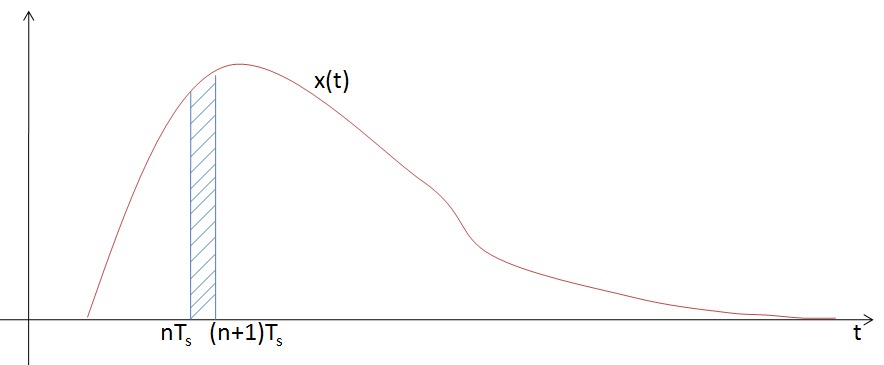 x(t)
nTₛ (n+1)Tₛ
t